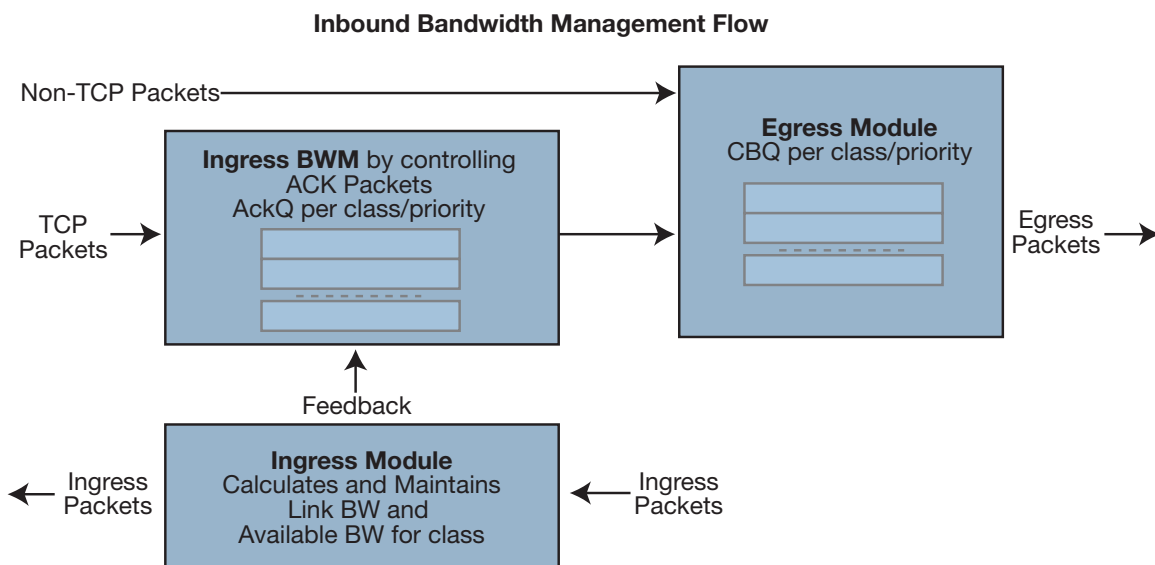 Inbound Bandwidth Management Flow
Non-TCP Packets
Egress Module
CBQ per class/priority
Ingress BWM by controlling
ACK Packets
AckQ per class/priority
TCP
Packets
Egress
Packets
Feedback
Ingress Module
Calculates and Maintains
Link BW and
Available BW for class
Ingress
Packets
Ingress
Packets